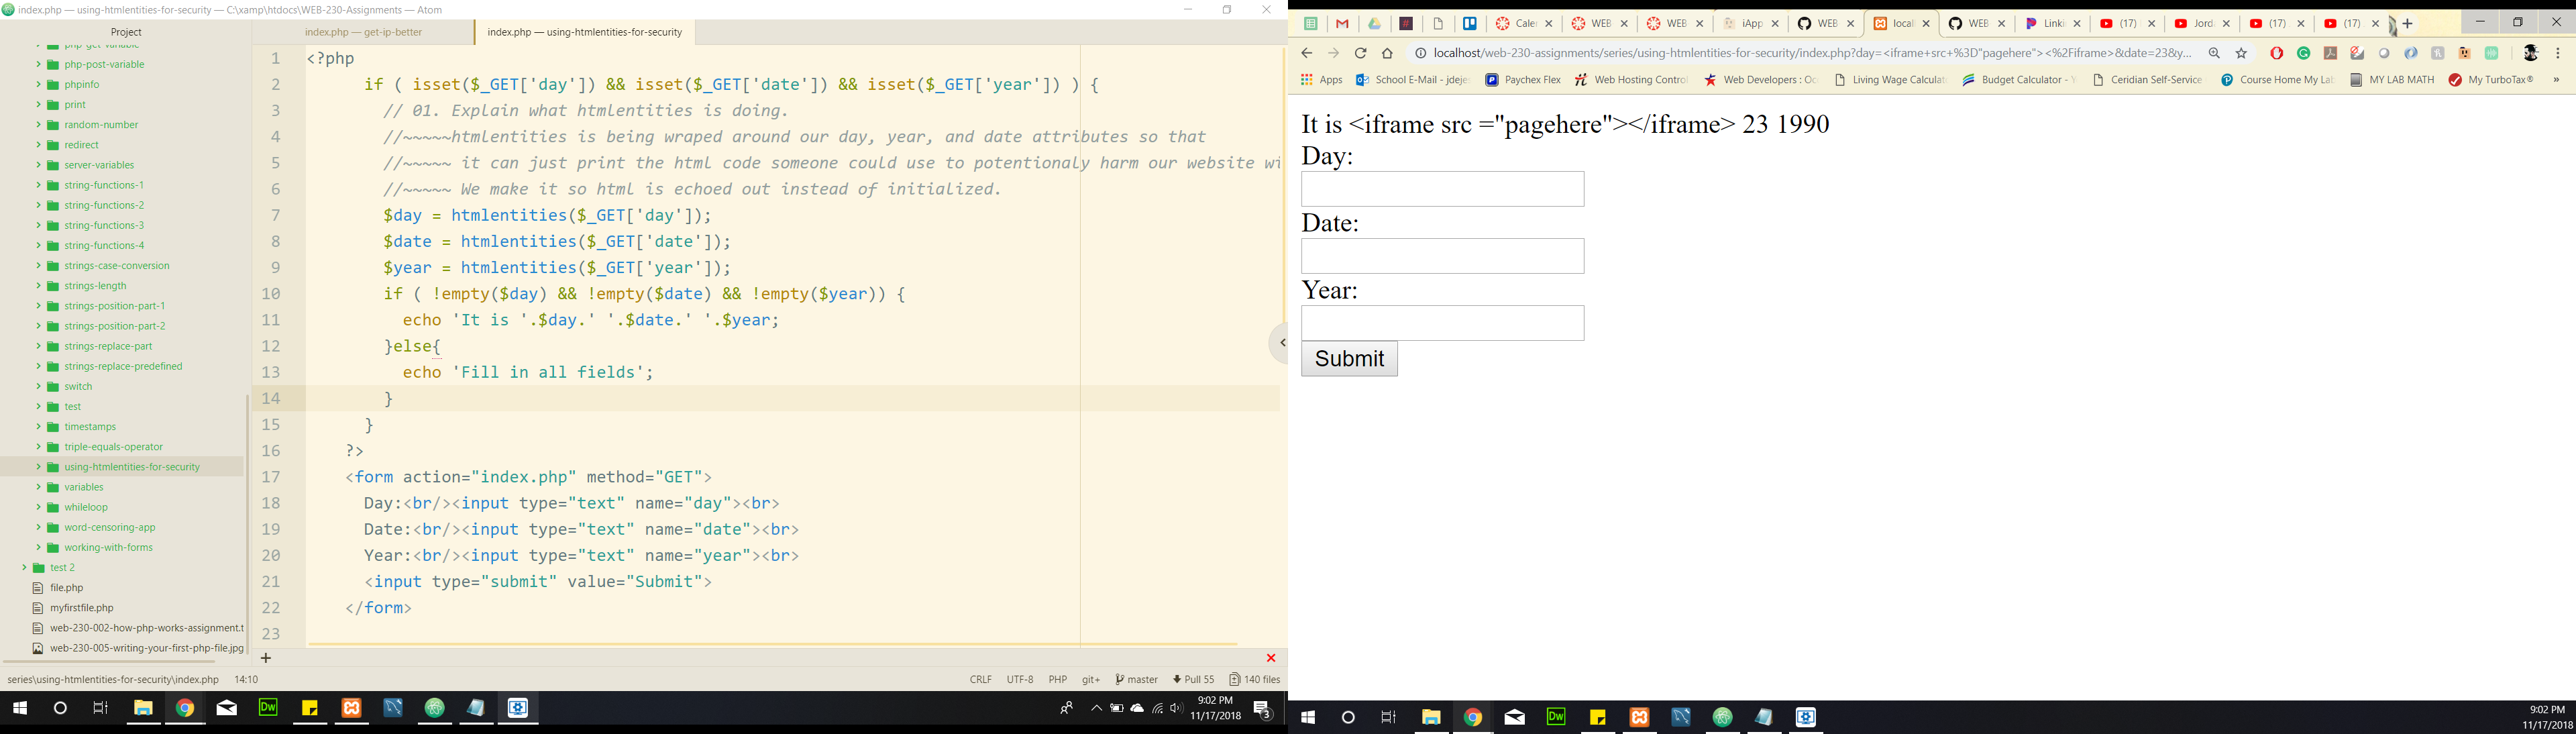 index.php — using-htmlentities-for-security — C:\xamp\htdocs\WEB-230-Assignments — Atom
Project
php-get-variable
php-post-variable
phpinfo
print
random-number
redirect
server-variables
string-functions-1
string-functions-2
string-functions-3
string-functions-4
strings-case-conversion
strings-length
strings-position-part-1
strings-position-part-2
strings-replace-part
strings-replace-predefined
switch
test
timestamps
triple-equals-operator
using-htmlentities-for-security
variables
whileloop
word-censoring-app
working-with-forms
test 2
file.php
myfirstfile.php
web-230-002-how-php-works-assignment.t
web-230-005-writing-your-first-php-file.jpg
index.php — get-ip-better
index.php — using-htmlentities-for-security
1 <?php
2 if ( isset($_GET['day']) && isset($_GET['date']) && isset($_GET['year']) ) {
3 // 01. Explain what htmlentities is doing.
4 //~~~~~htmlentities is being wraped around our day, year, and date attributes so that
5 //~~~~~ it can just print the html code someone could use to potentionaly harm our website wi
6 //~~~~~ We make it so html is echoed out instead of initialized.
7 $day = htmlentities($_GET['day']);
8 $date = htmlentities($_GET['date']);
9 $year = htmlentities($_GET['year']);
10 if ( !empty($day) && !empty($date) && !empty($year)) {
11 echo 'It is '.$day.' '.$date.' '.$year;
12 }else{
13 echo 'Fill in all fields';
14 }
15 }
16 ?>
17 <form action="index.php" method="GET">
18 Day:<br/><input type="text" name="day"><br>
19 Date:<br/><input type="text" name="date"><br>
20 Year:<br/><input type="text" name="year"><br>
21 <input type="submit" value="Submit">
22 </form>
23
series\using-htmlentities-for-security\index.php 14:10
CRLF UTF-8 PHP git+ master Pull 55 140 files
Dw
9:02 PM
11/17/2018
3
Caler WEB WEB iApp WEB locall WEB Linki (17) Jord (17) (17)
localhost/web-230-assignments/series/using-htmlentities-for-security/index.php?day=<iframe+src+%3D"pagehere"><%2Fiframe>&date=23&y...
Apps School E-Mail - jdeje Paychex Flex Web Hosting Control Web Developers : Oc Living Wage Calculat Budget Calculator - Y Ceridian Self-Service Course Home My Lab MY LAB MATH My TurboTax® »
It is <iframe src ="pagehere"></iframe> 23 1990
Day:
Date:
Year:
Submit
Dw
9:02 PM
11/17/2018